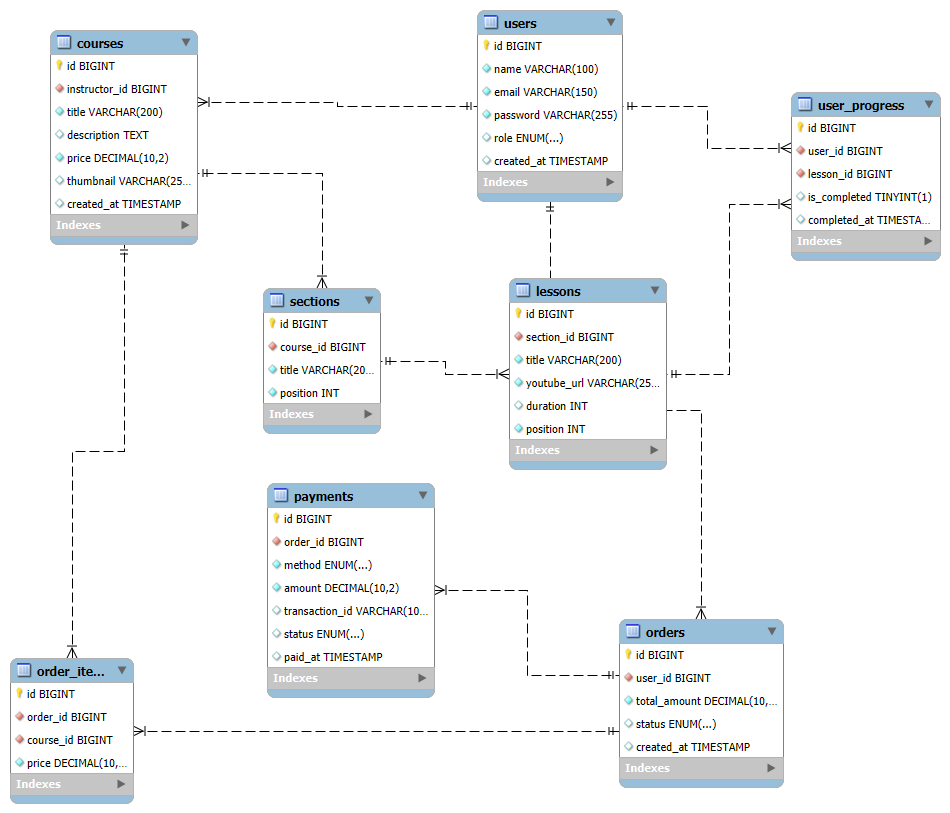 courses
id BIGINT
instructor_id BIGINT
title VARCHAR(200)
description TEXT
price DECIMAL(10,2)
thumbnail VARCHAR(25...
created_at TIMESTAMP
Indexes
users
id BIGINT
name VARCHAR(100)
email VARCHAR(150)
password VARCHAR(255)
role ENUM(...)
created_at TIMESTAMP
Indexes
user_progress
id BIGINT
user_id BIGINT
lesson_id BIGINT
is_completed TINYINT(1)
completed_at TIMESTA...
Indexes
sections
id BIGINT
course_id BIGINT
title VARCHAR(20...
position INT
Indexes
lessons
id BIGINT
section_id BIGINT
title VARCHAR(200)
youtube_url VARCHAR(25...
duration INT
position INT
Indexes
payments
id BIGINT
order_id BIGINT
method ENUM(...)
amount DECIMAL(10,2)
transaction_id VARCHAR(10...
status ENUM(...)
paid_at TIMESTAMP
Indexes
orders
id BIGINT
user_id BIGINT
total_amount DECIMAL(10,...
status ENUM(...)
created_at TIMESTAMP
Indexes
order_ite...
id BIGINT
order_id BIGINT
course_id BIGINT
price DECIMAL(10,...
Indexes